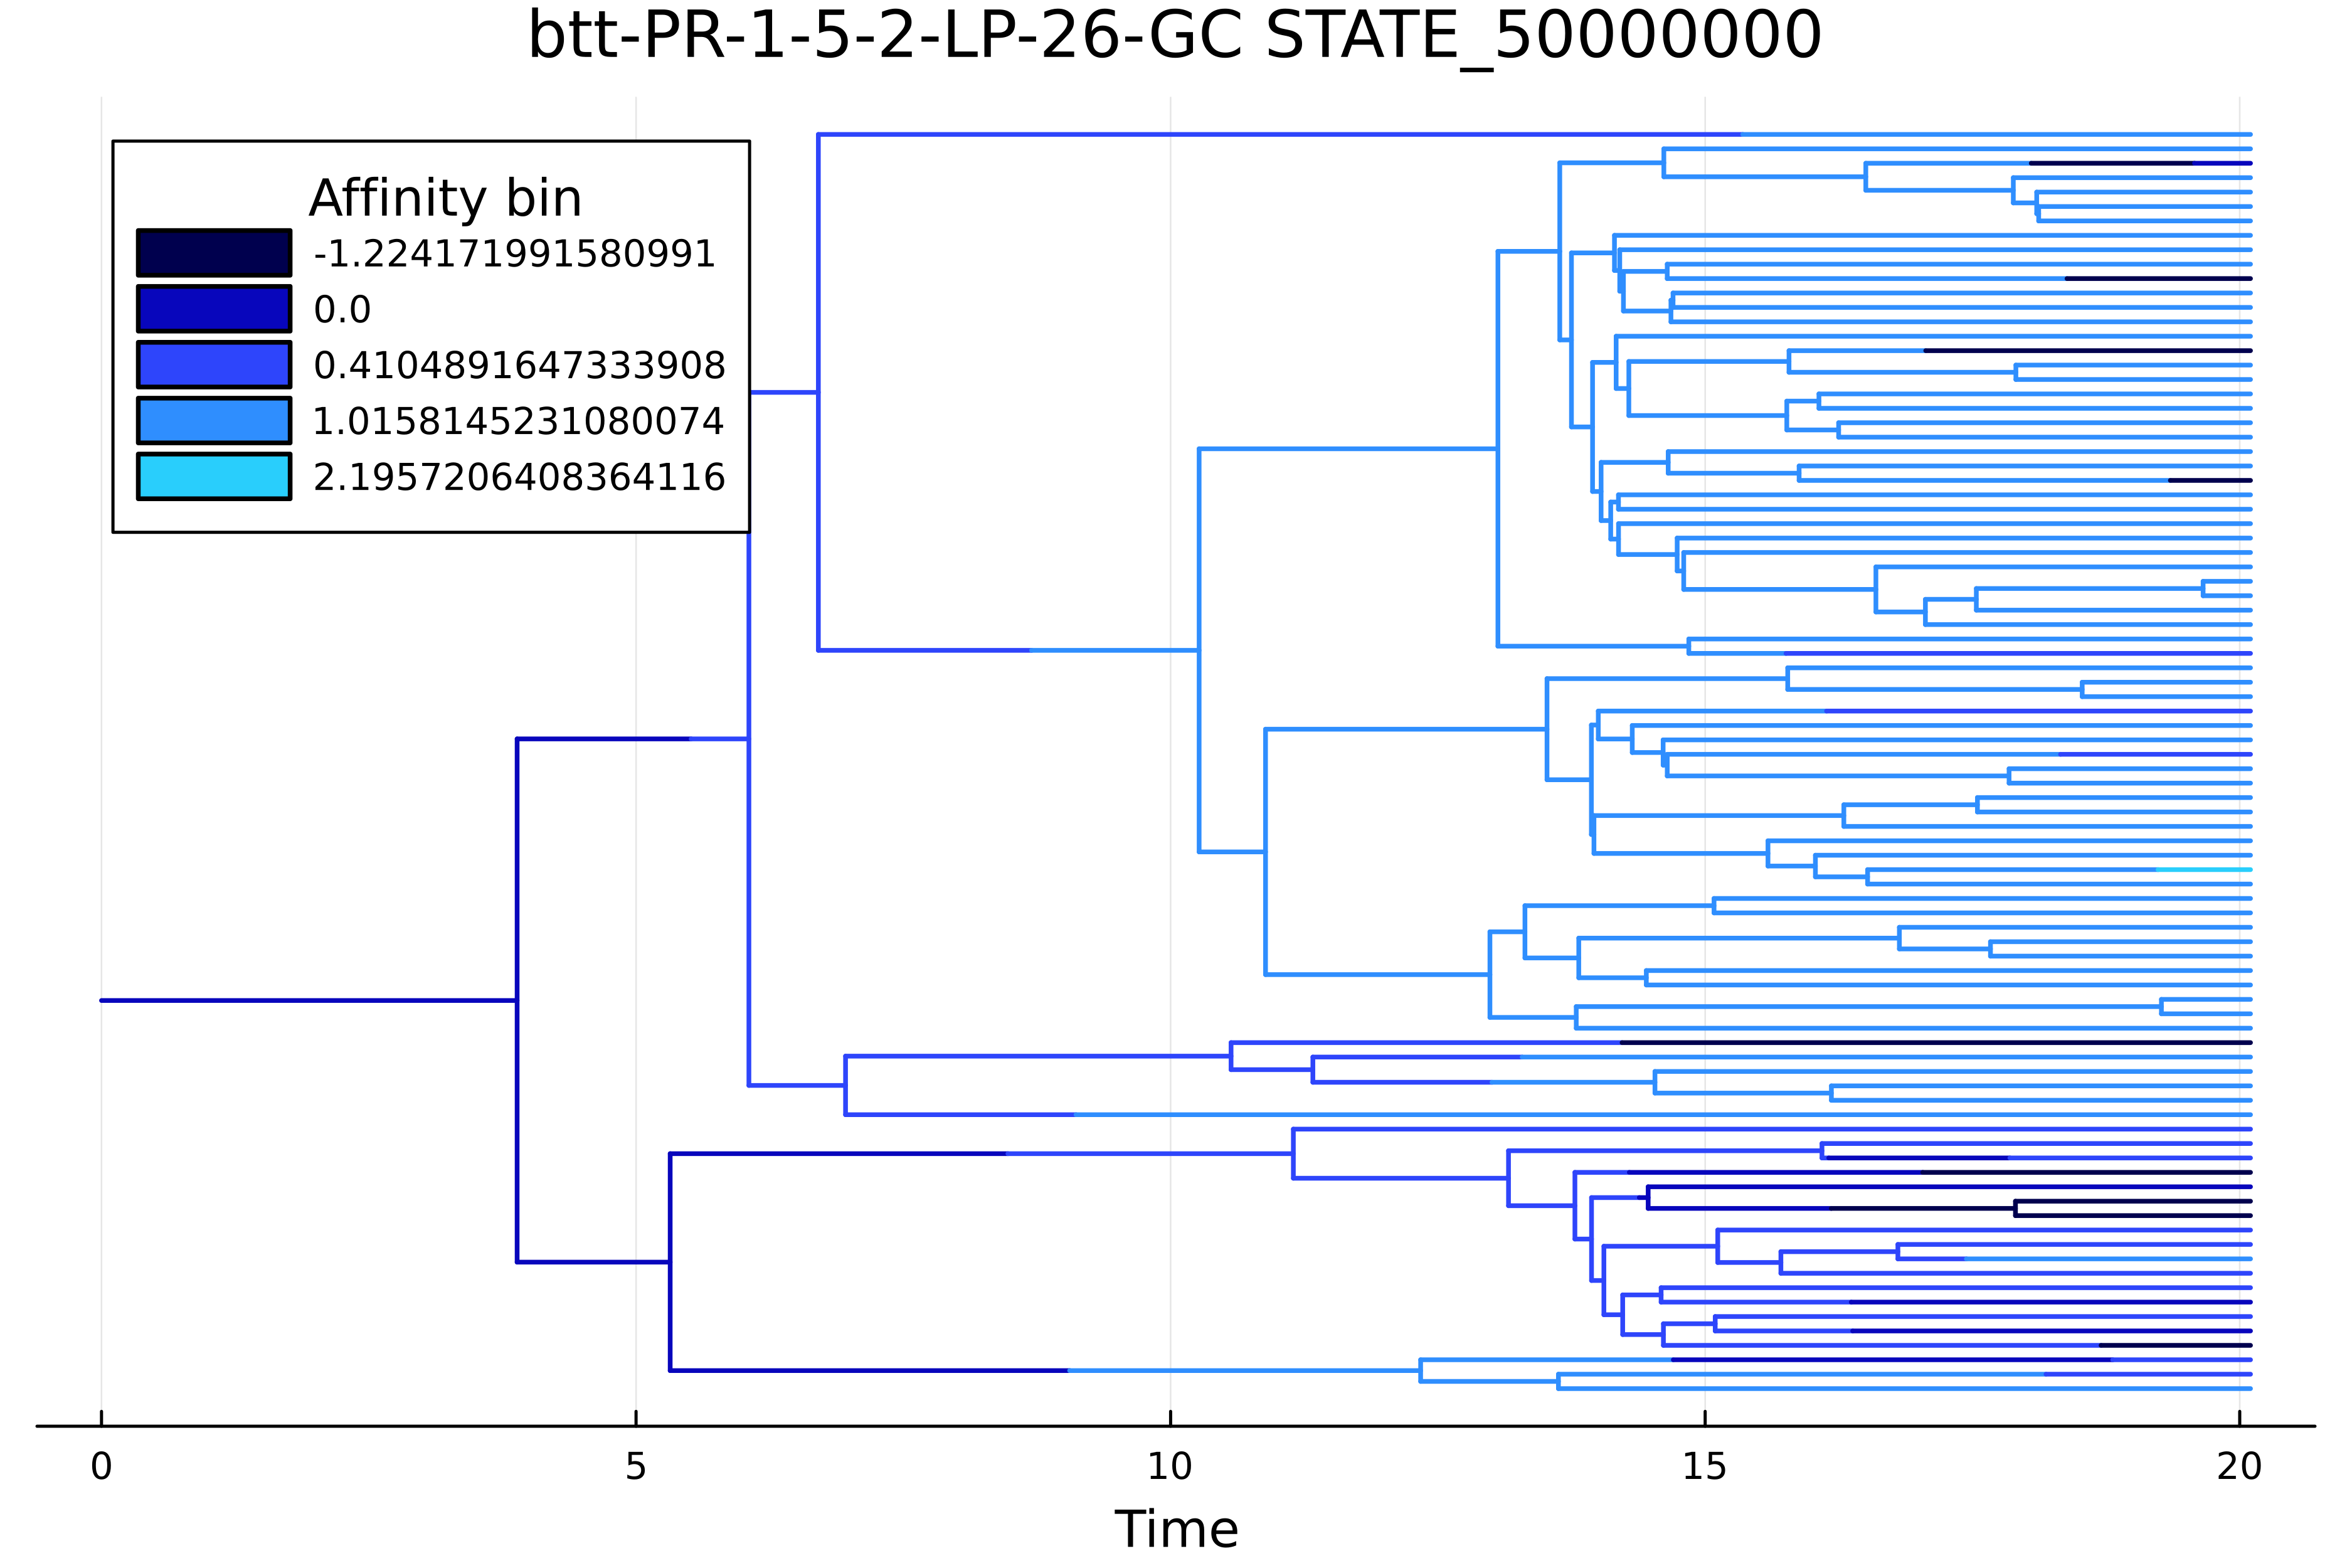 btt-PR-1-5-2-LP-26-GC STATE_50000000
Affinity bin
-1.224171991580991
0.0
0.4104891647333908
1.0158145231080074
2.1957206408364116
0 5 10 15 20
Time